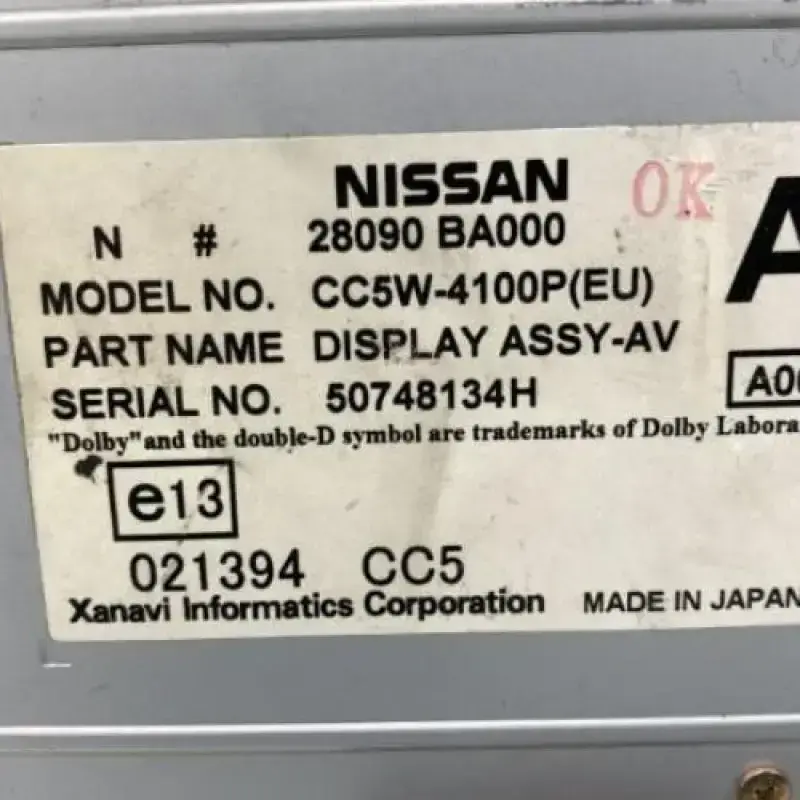 NISSAN OK
N # 28090 BA000
MODEL NO. CC5W-4100P(EU)
PART NAME DISPLAY ASSY-AV
SERIAL NO. 50748134H
"Dolby" and the double-D symbol are trademarks of Dolby
e13
021394 CC5
Xanavi Informatics Corporation MADE IN JAPAN